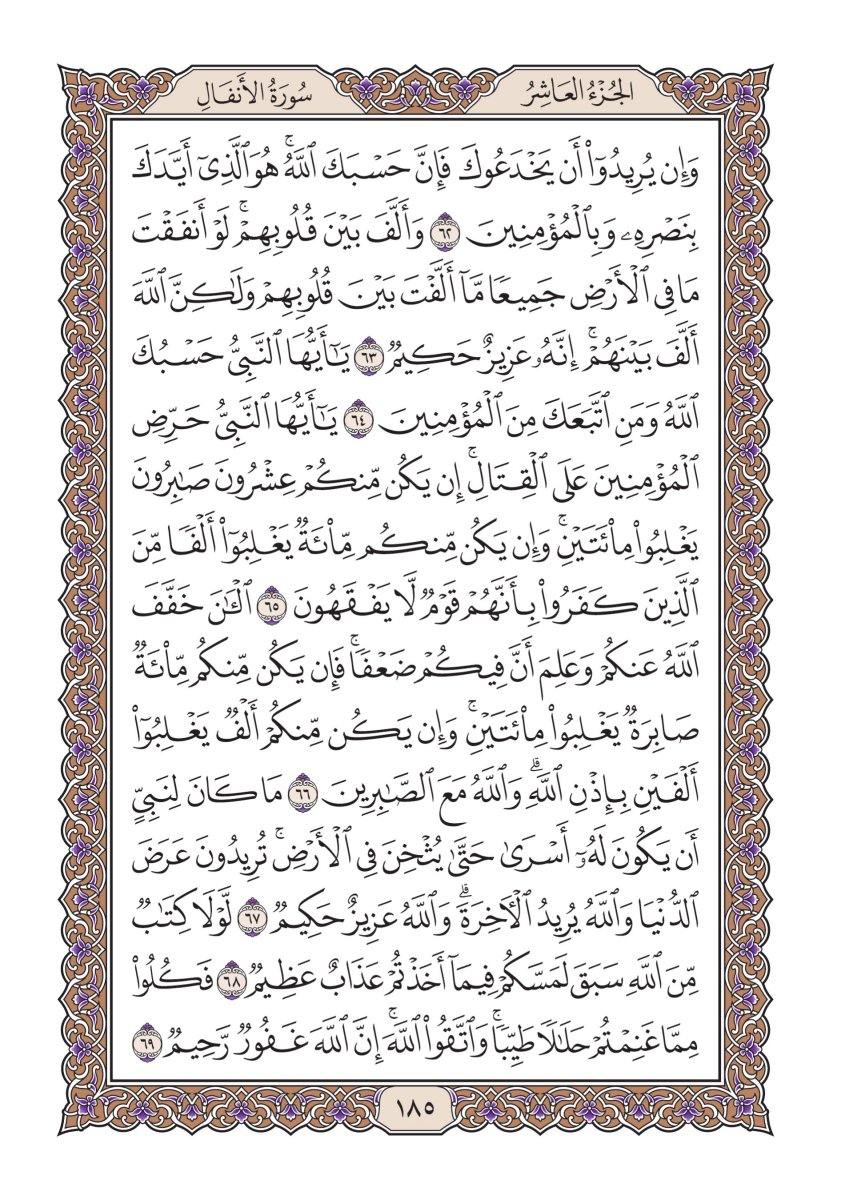 الجُزْءُ العَاشِرُ
سُورَةُ الأَنفَالِ
وَإِن يُرِيدُوٓا۟ أَن يَخْدَعُوكَ فَإِنَّ حَسْبَكَ ٱللَّهُۚ هُوَ ٱلَّذِىٓ أَيَّدَكَ
بِنَصْرِهِۦ وَبِٱلْمُؤْمِنِينَ ٦٢ وَأَلَّفَ بَيْنَ قُلُوبِهِمْۚ لَوْ أَنفَقْتَ
مَا فِى ٱلْأَرْضِ جَمِيعًا مَّآ أَلَّفْتَ بَيْنَ قُلُوبِهِمْ وَلَٰكِنَّ ٱللَّهَ
أَلَّفَ بَيْنَهُمْۚ إِنَّهُۥ عَزِيزٌ حَكِيمٌ ٦٣ يَٰٓأَيُّهَا ٱلنَّبِىُّ حَسْبُكَ
ٱللَّهُ وَمَنِ ٱتَّبَعَكَ مِنَ ٱلْمُؤْمِنِينَ ٦٤ يَٰٓأَيُّهَا ٱلنَّبِىُّ حَرِّضِ
ٱلْمُؤْمِنِينَ عَلَى ٱلْقِتَالِۚ إِن يَكُن مِّنكُمْ عِشْرُونَ صَٰبِرُونَ
يَغْلِبُوا۟ مِا۟ئَتَيْنِۚ وَإِن يَكُن مِّنكُم مِّا۟ئَةٌ يَغْلِبُوٓا۟ أَلْفًا مِّنَ
ٱلَّذِينَ كَفَرُوا۟ بِأَنَّهُمْ قَوْمٌ لَّا يَفْقَهُونَ ٦٥ ٱلْـَٰٔنَ خَفَّفَ
ٱللَّهُ عَنكُمْ وَعَلِمَ أَنَّ فِيكُمْ ضَعْفًاۚ فَإِن يَكُن مِّنكُم مِّا۟ئَةٌ
صَابِرَةٌ يَغْلِبُوا۟ مِا۟ئَتَيْنِۚ وَإِن يَكُن مِّنكُمْ أَلْفٌ يَغْلِبُوٓا۟
أَلْفَيْنِ بِإِذْنِ ٱللَّهِۗ وَٱللَّهُ مَعَ ٱلصَّٰبِرِينَ ٦٦ مَا كَانَ لِنَبِىٍّ
أَن يَكُونَ لَهُۥٓ أَسْرَىٰ حَتَّىٰ يُثْخِنَ فِى ٱلْأَرْضِۚ تُرِيدُونَ عَرَضَ
ٱلدُّنْيَا وَٱللَّهُ يُرِيدُ ٱلْـَٔاخِرَةَۗ وَٱللَّهُ عَزِيزٌ حَكِيمٌ ٦٧ لَّوْلَا كِتَٰبٌ
مِّنَ ٱللَّهِ سَبَقَ لَمَسَّكُمْ فِيمَآ أَخَذْتُمْ عَذَابٌ عَظِيمٌ ٦٨ فَكُلُوا۟
مِمَّا غَنِمْتُمْ حَلَٰلًا طَيِّبًاۚ وَٱتَّقُوا۟ ٱللَّهَۚ إِنَّ ٱللَّهَ غَفُورٌ رَّحِيمٌ ٦٩
١٨٥